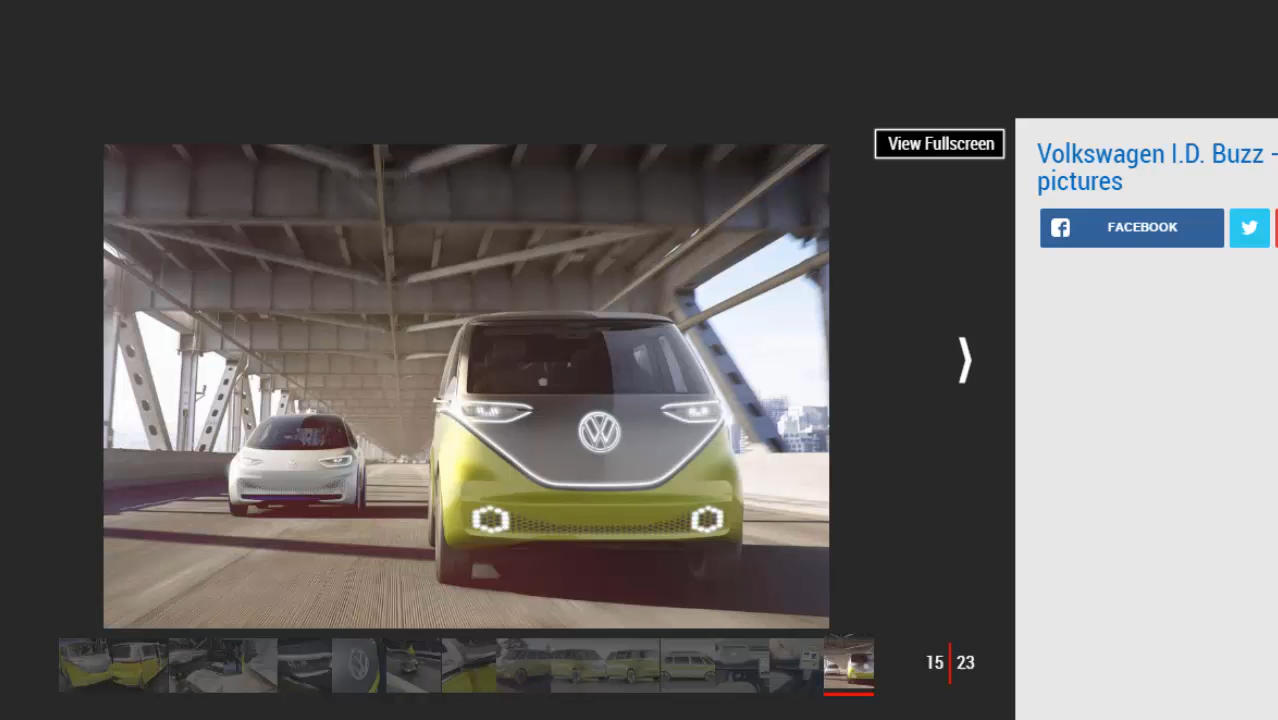 View Fullscreen
Volkswagen I.D. Buzz -
pictures
FACEBOOK
15 23